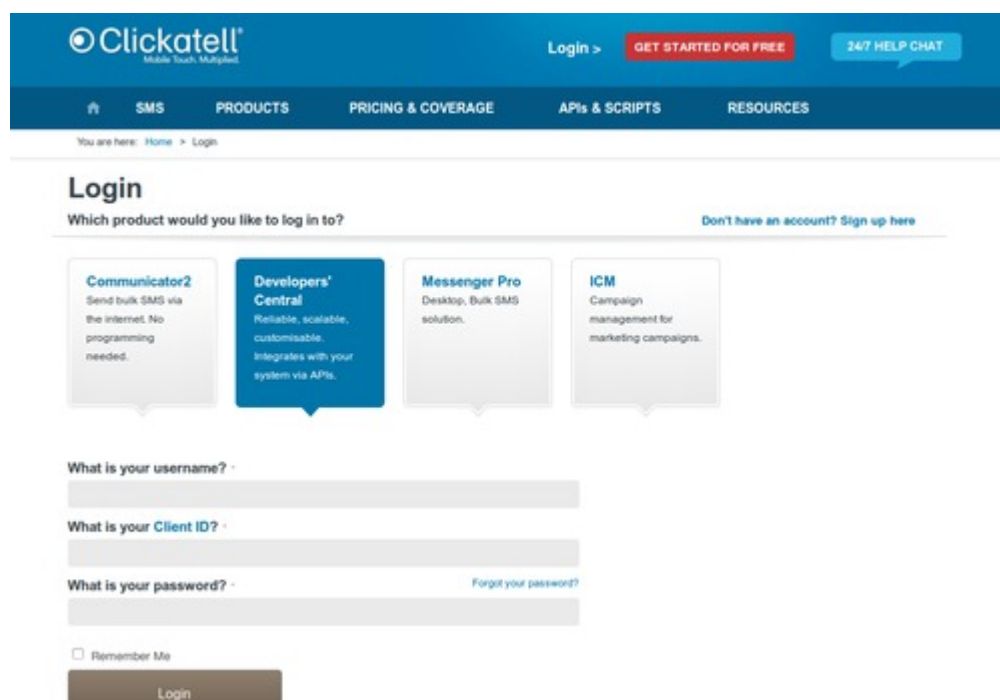 Clickatell®
Mobile Touch. Multiplied.
Login >
GET STARTED FOR FREE
24/7 HELP CHAT
SMS
PRODUCTS
PRICING & COVERAGE
APIs & SCRIPTS
RESOURCES
You are here: Home > Login
Login
Which product would you like to log in to?
Don't have an account? Sign up here
Communicator2
Send bulk SMS via
the internet. No
programming
needed.
Developers'
Central
Reliable, scalable,
customisable.
Integrates with your
system via APIs.
Messenger Pro
Desktop, Bulk SMS
solution.
ICM
Campaign
management for
marketing campaigns.
What is your username? *
What is your Client ID? *
What is your password? *
Forgot your password?
Remember Me
Login